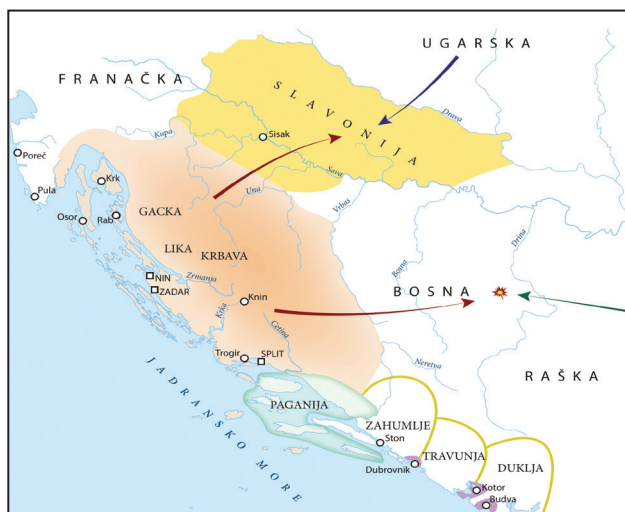 UGARSKA
FRANAČKA
SLAVONIJA
Drava
Kupa
Sisak
Poreč
Sava
Krk
Una
Pula
Vrbas
GACKA
Osor
Rab
Drina
LIKA
KRBAVA
Bosna
NIN
Zrmanja
ZADAR
BOSNA
Knin
Krka
Cetina
Trogir
SPLIT
Neretva
RAŠKA
JADRANSKO MORE
PAGANIJA
ZAHUMLJE
Ston
TRAVUNJA
Dubrovnik
DUKLJA
Kotor
Budva